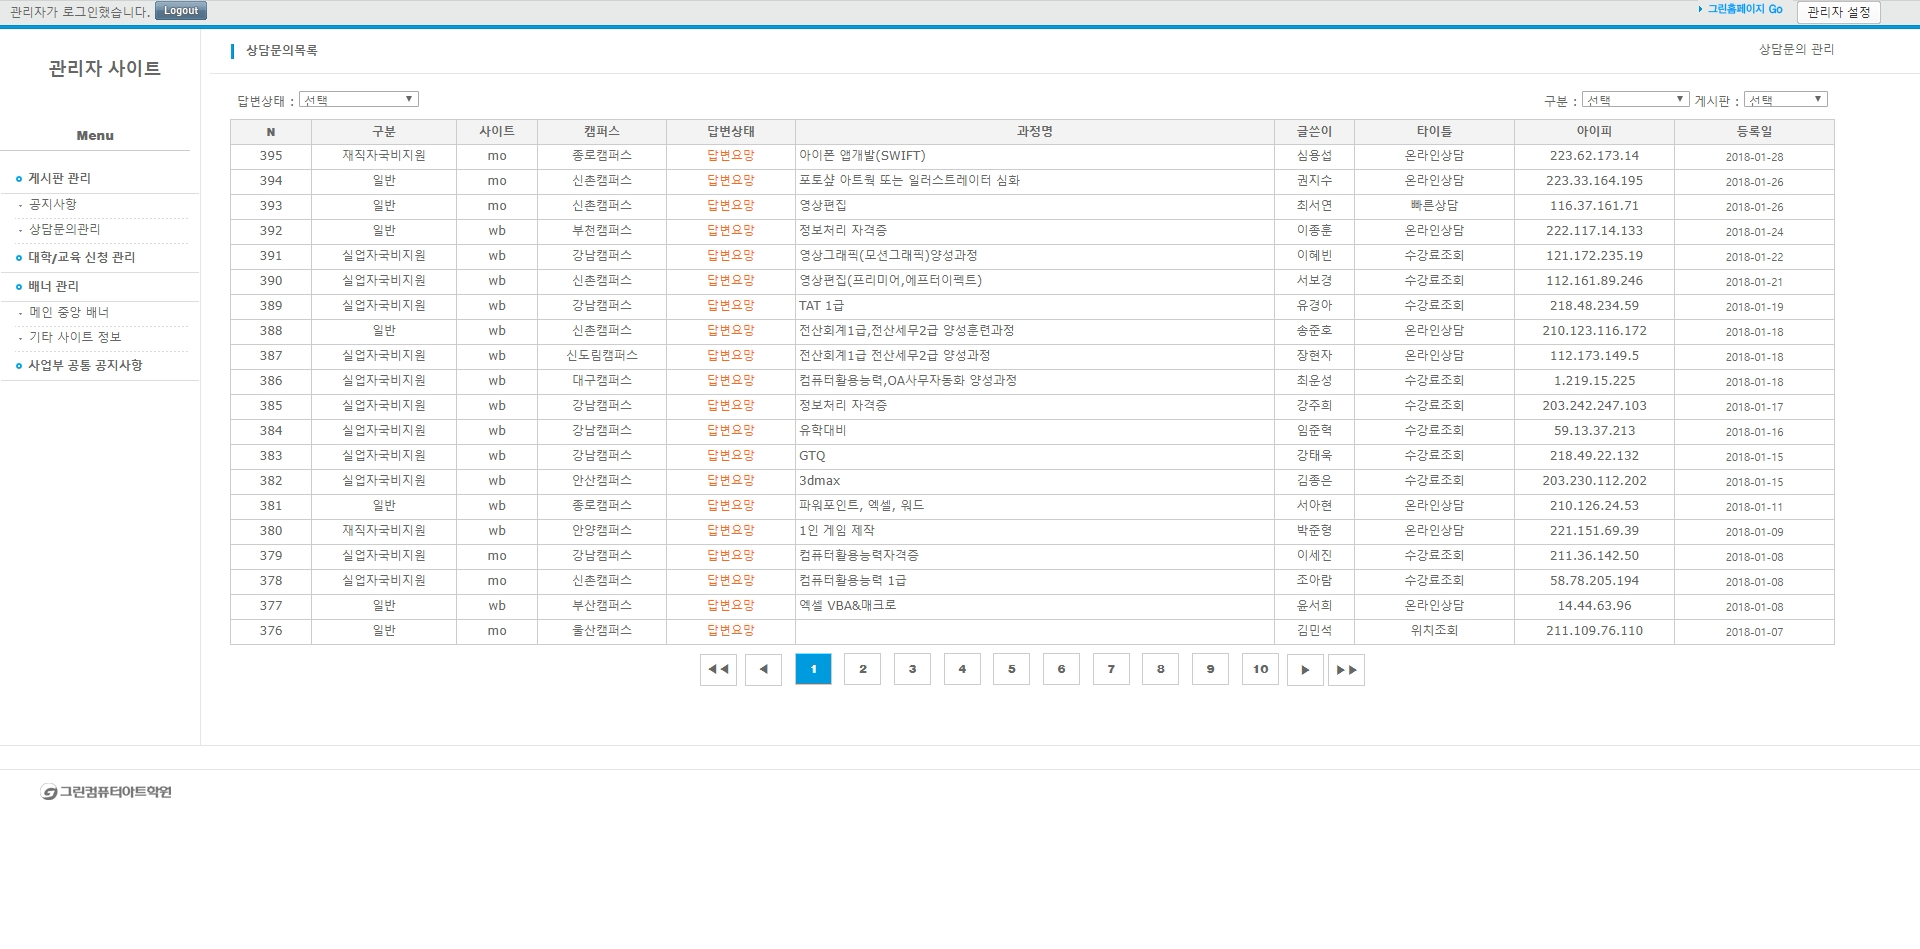 관리자가 로그인했습니다. Logout 그린홈페이지 Go 관리자 설정
관리자 사이트
Menu
게시판 관리
- 공지사항
- 상담문의관리
대학/교육 신청 관리
배너 관리
- 메인 중앙 배너
- 기타 사이트 정보
사업부 공통 공지사항
상담문의목록 상담문의 관리
답변상태 : 선택 구분 : 선택 게시판 : 선택
N 구분 사이트 캠퍼스 답변상태 과정명 글쓴이 타이틀 아이피 등록일
395 재직자국비지원 mo 종로캠퍼스 답변요망 아이폰 앱개발(SWIFT) 심용섭 온라인상담 223.62.173.14 2018-01-28
394 일반 mo 신촌캠퍼스 답변요망 포토샾 아트웍 또는 일러스트레이터 심화 권지수 온라인상담 223.33.164.195 2018-01-26
393 일반 mo 신촌캠퍼스 답변요망 영상편집 최서연 빠른상담 116.37.161.71 2018-01-26
392 일반 wb 부천캠퍼스 답변요망 정보처리 자격증 이종훈 온라인상담 222.117.14.133 2018-01-24
391 실업자국비지원 wb 강남캠퍼스 답변요망 영상그래픽(모션그래픽)양성과정 이혜빈 수강료조회 121.172.235.19 2018-01-22
390 실업자국비지원 wb 신촌캠퍼스 답변요망 영상편집(프리미어,에프터이펙트) 서보경 수강료조회 112.161.89.246 2018-01-21
389 실업자국비지원 wb 강남캠퍼스 답변요망 TAT 1급 유경아 수강료조회 218.48.234.59 2018-01-19
388 일반 wb 신촌캠퍼스 답변요망 전산회계1급,전산세무2급 양성훈련과정 송준호 온라인상담 210.123.116.172 2018-01-18
387 실업자국비지원 wb 신도림캠퍼스 답변요망 전산회계1급 전산세무2급 양성과정 장현자 온라인상담 112.173.149.5 2018-01-18
386 실업자국비지원 wb 대구캠퍼스 답변요망 컴퓨터활용능력,OA사무자동화 양성과정 최운성 수강료조회 1.219.15.225 2018-01-18
385 실업자국비지원 wb 강남캠퍼스 답변요망 정보처리 자격증 강주희 수강료조회 203.242.247.103 2018-01-17
384 실업자국비지원 wb 강남캠퍼스 답변요망 유학대비 임준혁 수강료조회 59.13.37.213 2018-01-16
383 실업자국비지원 wb 강남캠퍼스 답변요망 GTQ 강태욱 수강료조회 218.49.22.132 2018-01-15
382 실업자국비지원 wb 안산캠퍼스 답변요망 3dmax 김종은 수강료조회 203.230.112.202 2018-01-15
381 일반 wb 종로캠퍼스 답변요망 파워포인트, 엑셀, 워드 서아현 온라인상담 210.126.24.53 2018-01-11
380 재직자국비지원 wb 안양캠퍼스 답변요망 1인 게임 제작 박준형 온라인상담 221.151.69.39 2018-01-09
379 실업자국비지원 mo 강남캠퍼스 답변요망 컴퓨터활용능력자격증 이세진 수강료조회 211.36.142.50 2018-01-08
378 실업자국비지원 mo 신촌캠퍼스 답변요망 컴퓨터활용능력 1급 조아람 수강료조회 58.78.205.194 2018-01-08
377 일반 wb 부산캠퍼스 답변요망 엑셀 VBA&매크로 윤서희 온라인상담 14.44.63.96 2018-01-08
376 일반 mo 울산캠퍼스 답변요망 김민석 위치조회 211.109.76.110 2018-01-07
1 2 3 4 5 6 7 8 9 10
그린컴퓨터아트학원